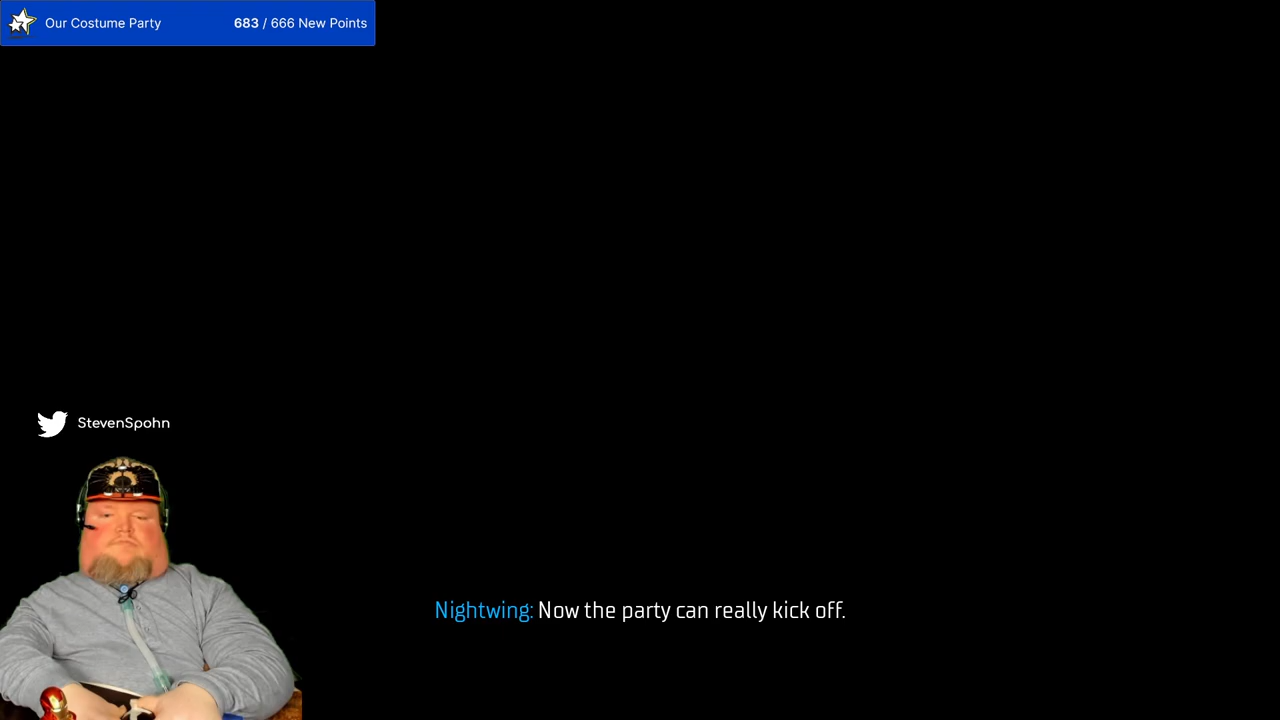 Our Costume Party 683 / 666 New Points
StevenSpohn
Nightwing: Now the party can really kick off.